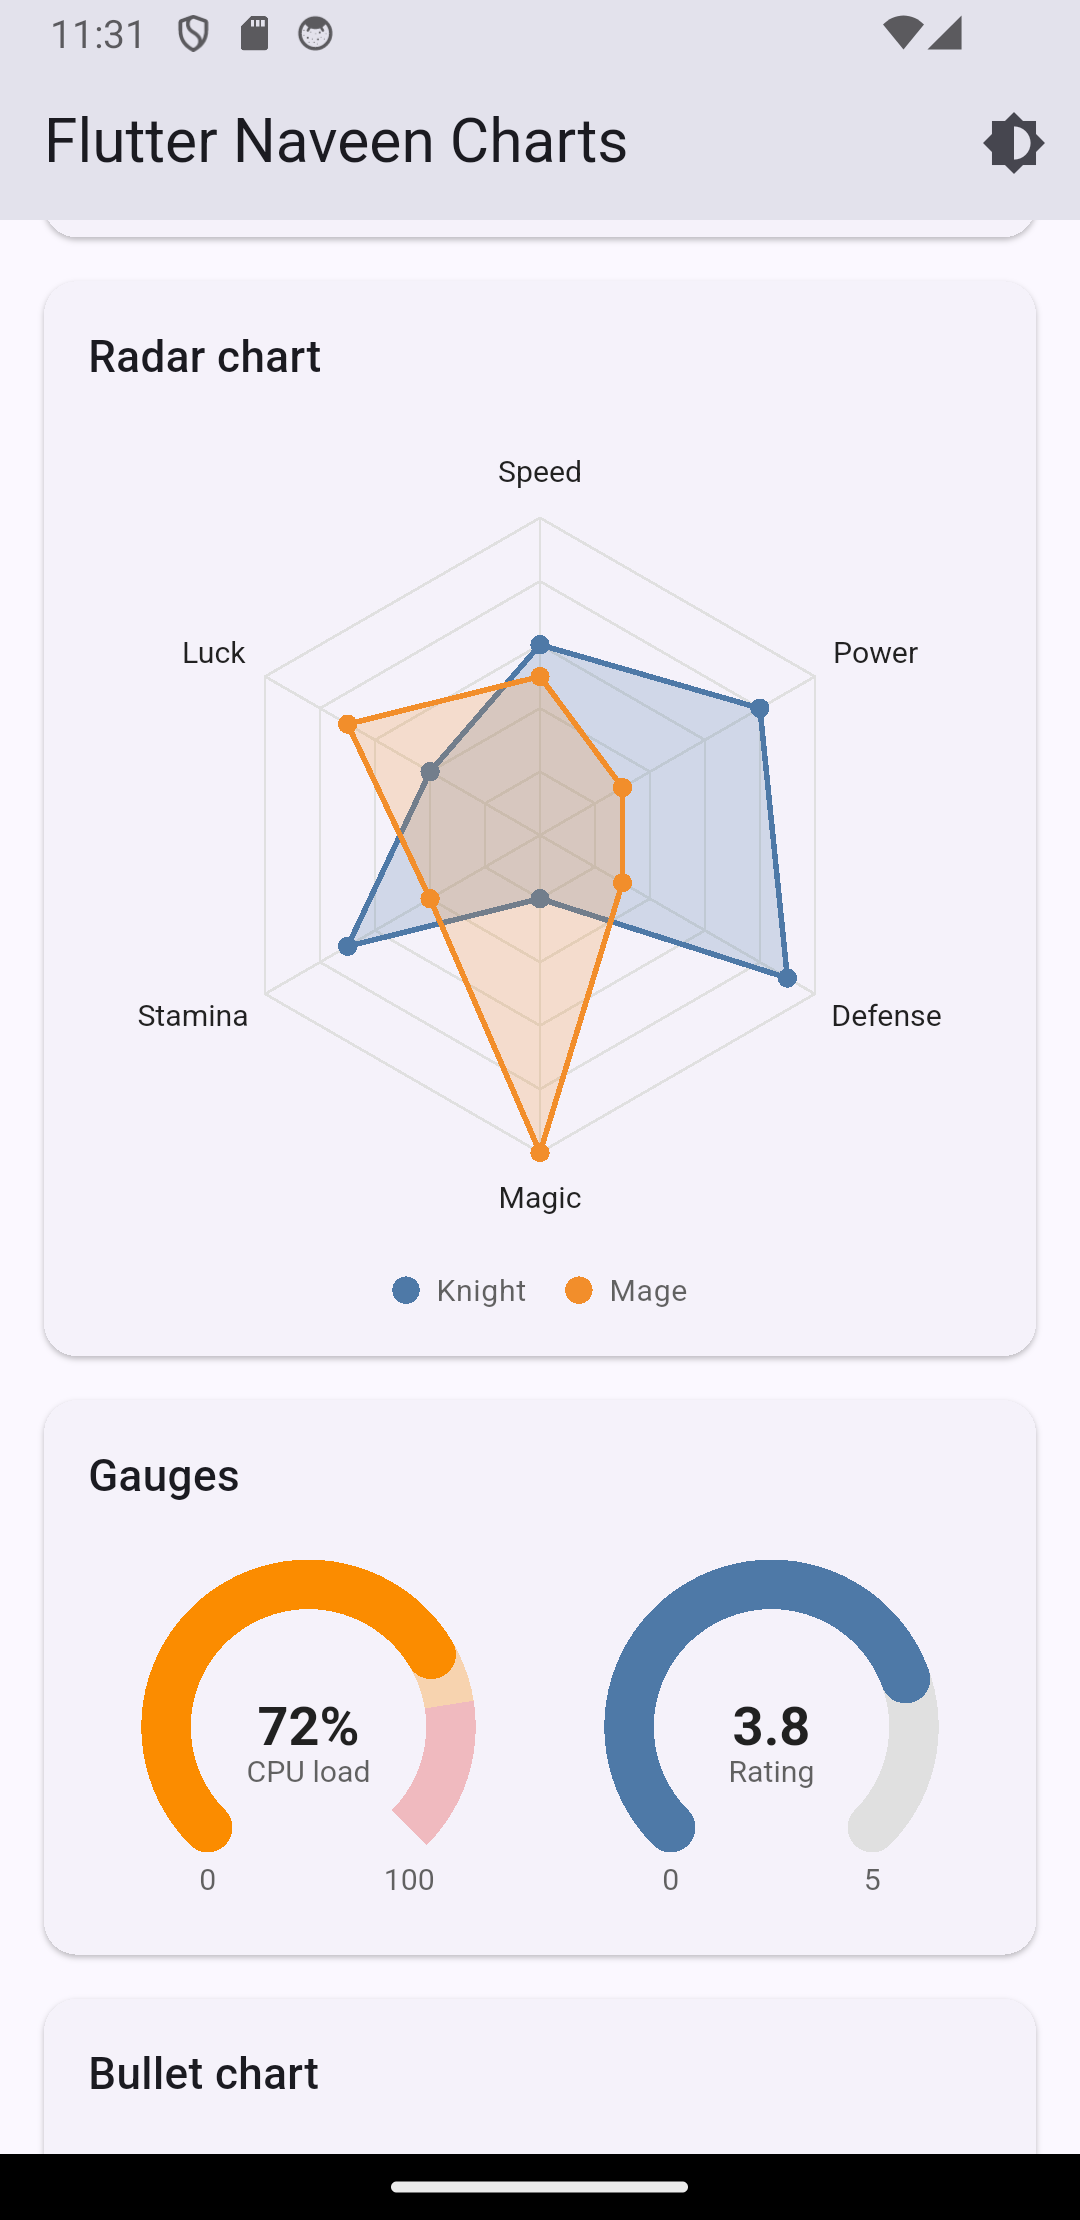 11:31
Flutter Naveen Charts
Radar chart
Speed
Luck
Power
Stamina
Defense
Magic
Knight
Mage
Gauges
72%
CPU load
0
100
3.8
Rating
0
5
Bullet chart